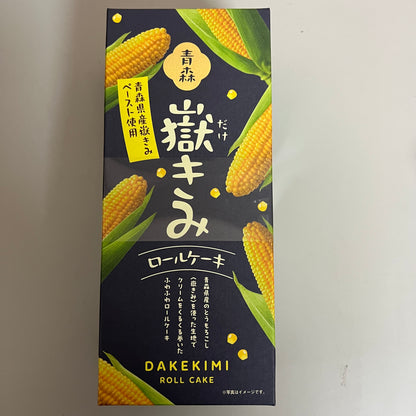 青森
嶽きみ
だけ
青森県産嶽きみ
ペースト使用
ロールケーキ
青森県産のとうもろこし
(嶽きみ)を使った生地で
クリームをくるくる巻いた
ふわふわロールケーキ
DAKEKIMI
ROLL CAKE
※写真はイメージです。